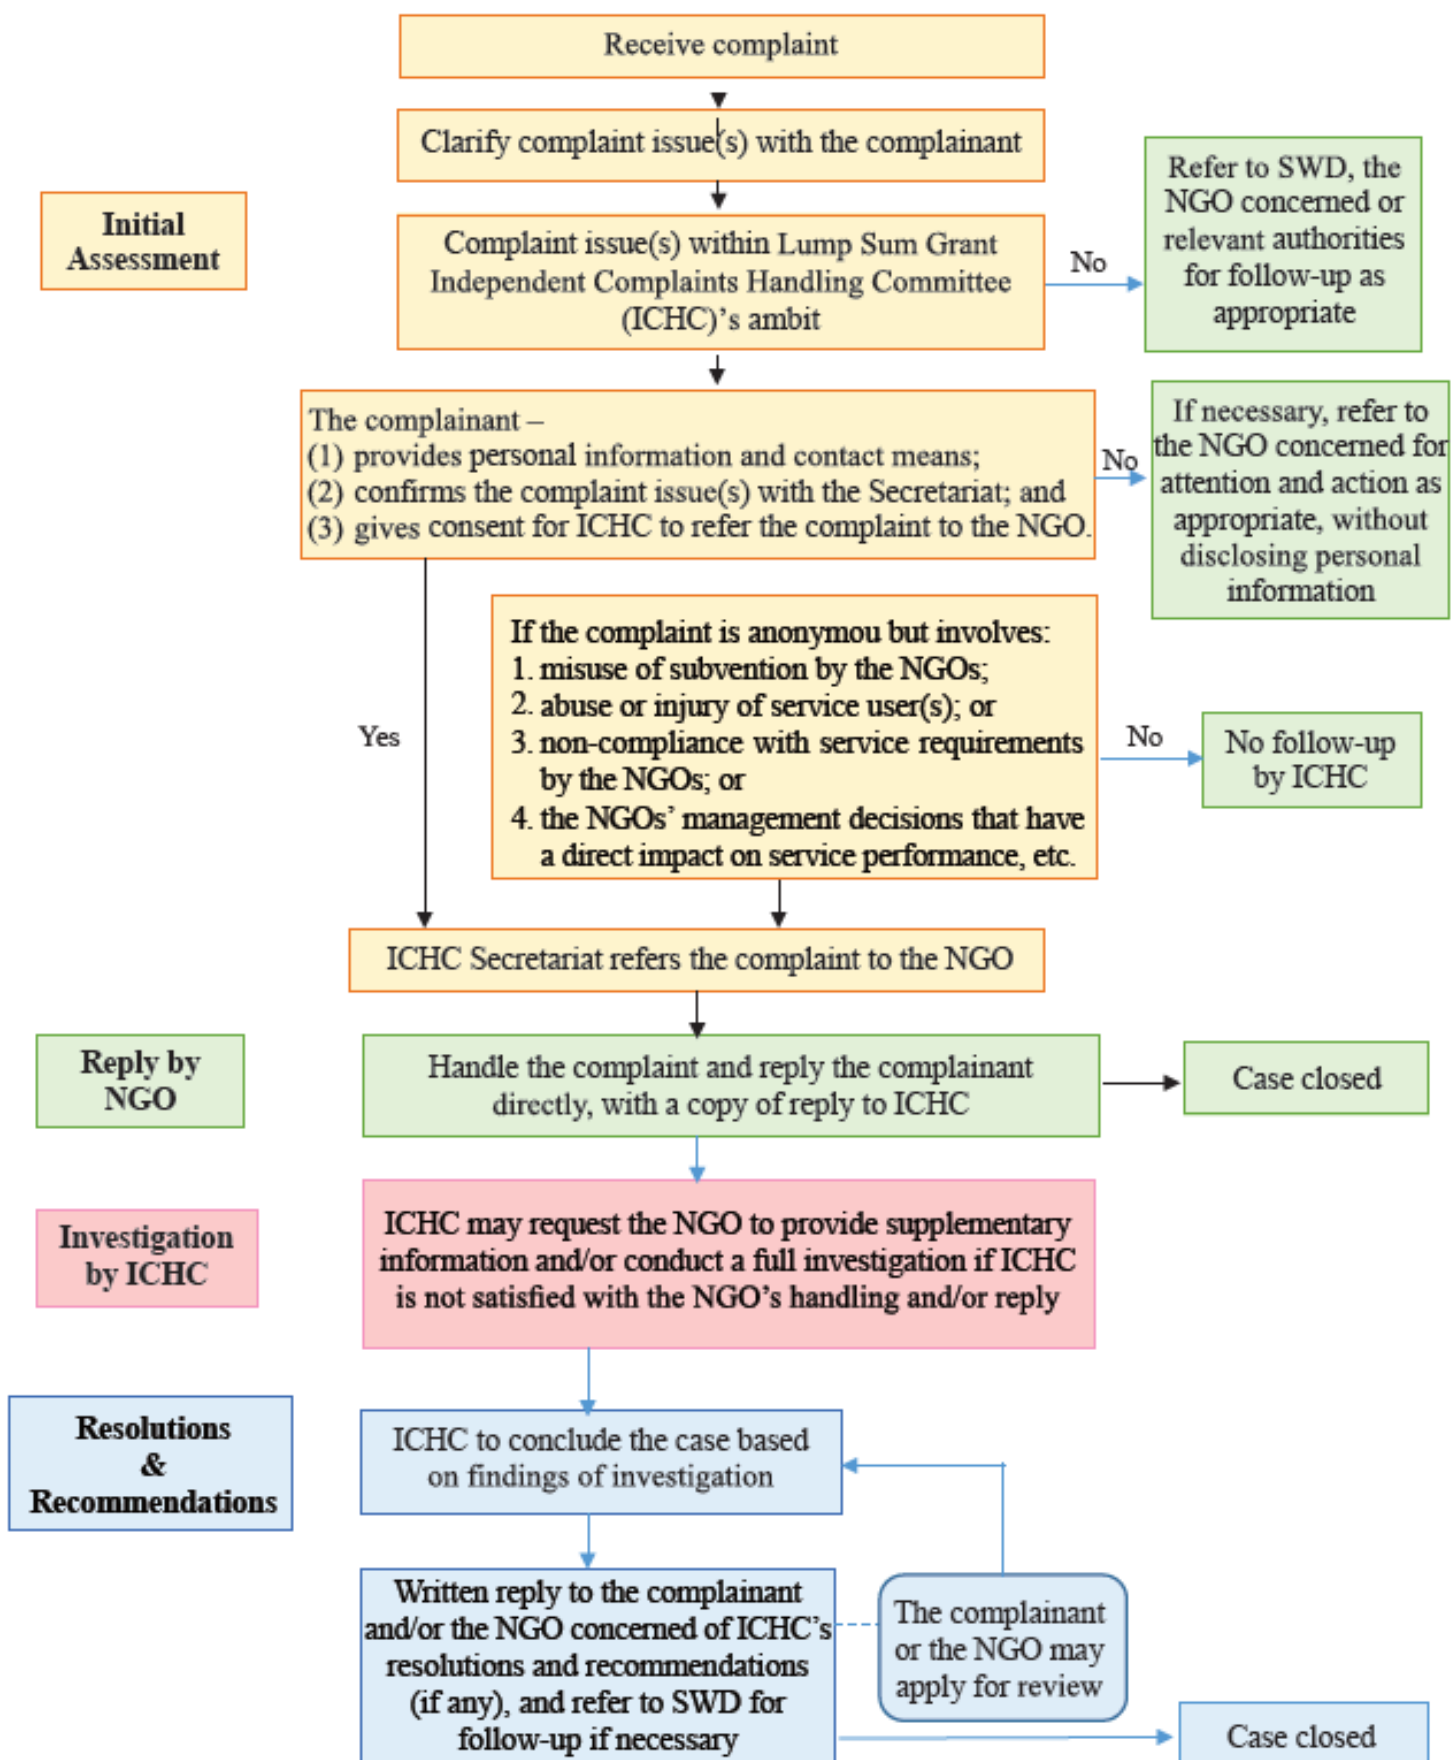 Receive complaint
Clarify complaint issue(s) with the complainant
Initial
Assessment
Complaint issue(s) within Lump Sum Grant
Independent Complaints Handling Committee
(ICHC)'s ambit
No
Refer to SWD, the
NGO concerned or
relevant authorities
for follow-up as
appropriate
The complainant –
(1) provides personal information and contact means;
(2) confirms the complaint issue(s) with the Secretariat; and
(3) gives consent for ICHC to refer the complaint to the NGO.
No
If necessary, refer to
the NGO concerned for
attention and action as
appropriate, without
disclosing personal
information
Yes
If the complaint is anonymou but involves:
1. misuse of subvention by the NGOs;
2. abuse or injury of service user(s); or
3. non-compliance with service requirements
by the NGOs; or
4. the NGOs' management decisions that have
a direct impact on service performance, etc.
No
No follow-up
by ICHC
ICHC Secretariat refers the complaint to the NGO
Reply by
NGO
Handle the complaint and reply the complainant
directly, with a copy of reply to ICHC
Case closed
Investigation
by ICHC
ICHC may request the NGO to provide supplementary
information and/or conduct a full investigation if ICHC
is not satisfied with the NGO's handling and/or reply
Resolutions
&
Recommendations
ICHC to conclude the case based
on findings of investigation
Written reply to the complainant
and/or the NGO concerned of ICHC's
resolutions and recommendations
(if any), and refer to SWD for
follow-up if necessary
The complainant
or the NGO may
apply for review
Case closed